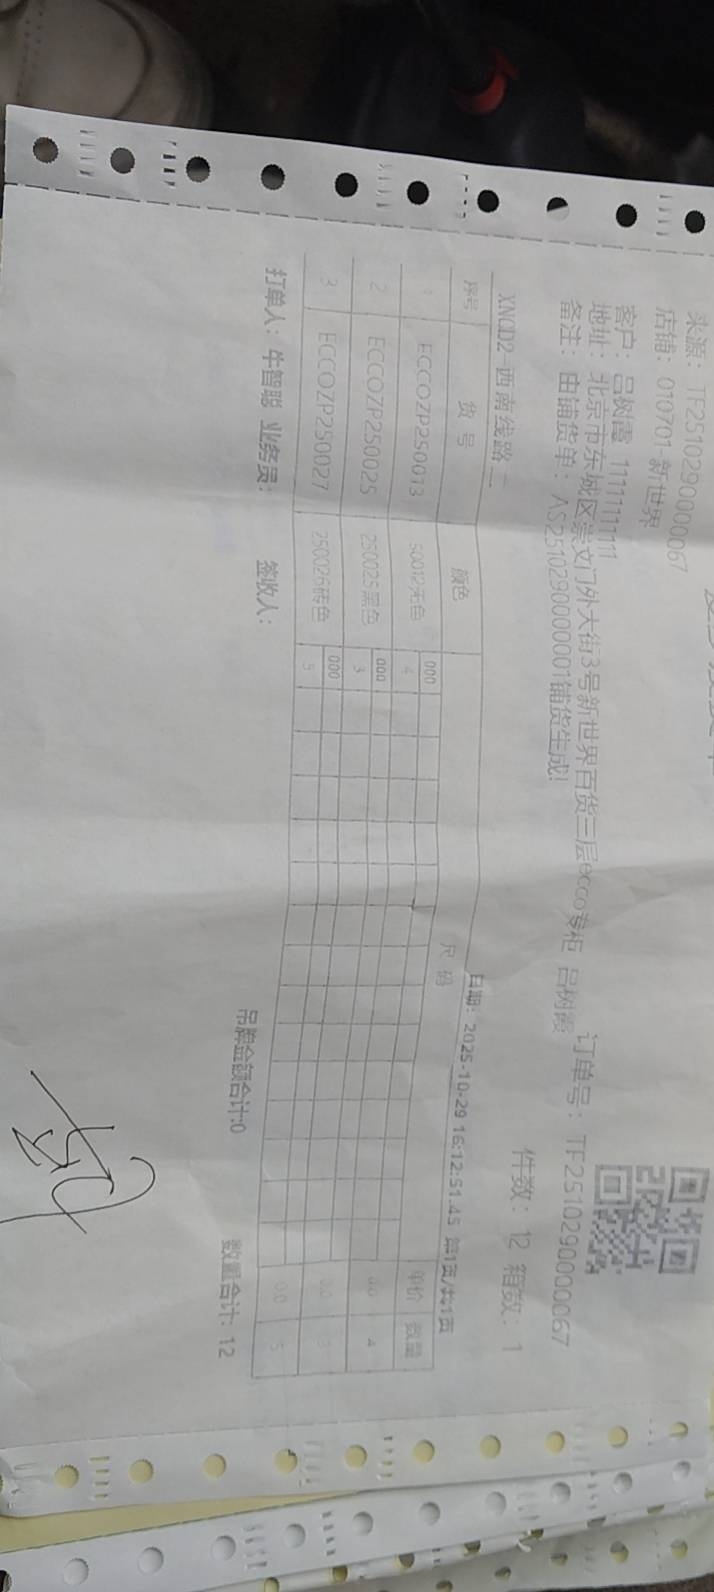 来源：TF2510290000067
店铺：010701-新世界
客户：吕树霞 1111111111
订单号：TF2510290000067
地址：北京市东城区崇文门外大街3号新世界百货三层ecco专柜 吕树霞
备注：由铺货单：AS2510290000001铺货生成！
件数：12 箱数：1
XNCD2-西南线路二
日期：2025-10-29 16:12:51.45 第1页/共1页
序号 货号 颜色 尺码 单价 数量
000
1 ECCOZP250013 50012无色 4 0.0 4
000
2 ECCOZP250025 250025黑色 3 0.0 3
000
3 ECCOZP250027 250026砖色 5 0.0 5
打单人：牛智聪 业务员： 签收人： 吊牌金额合计:0 数量合计：12